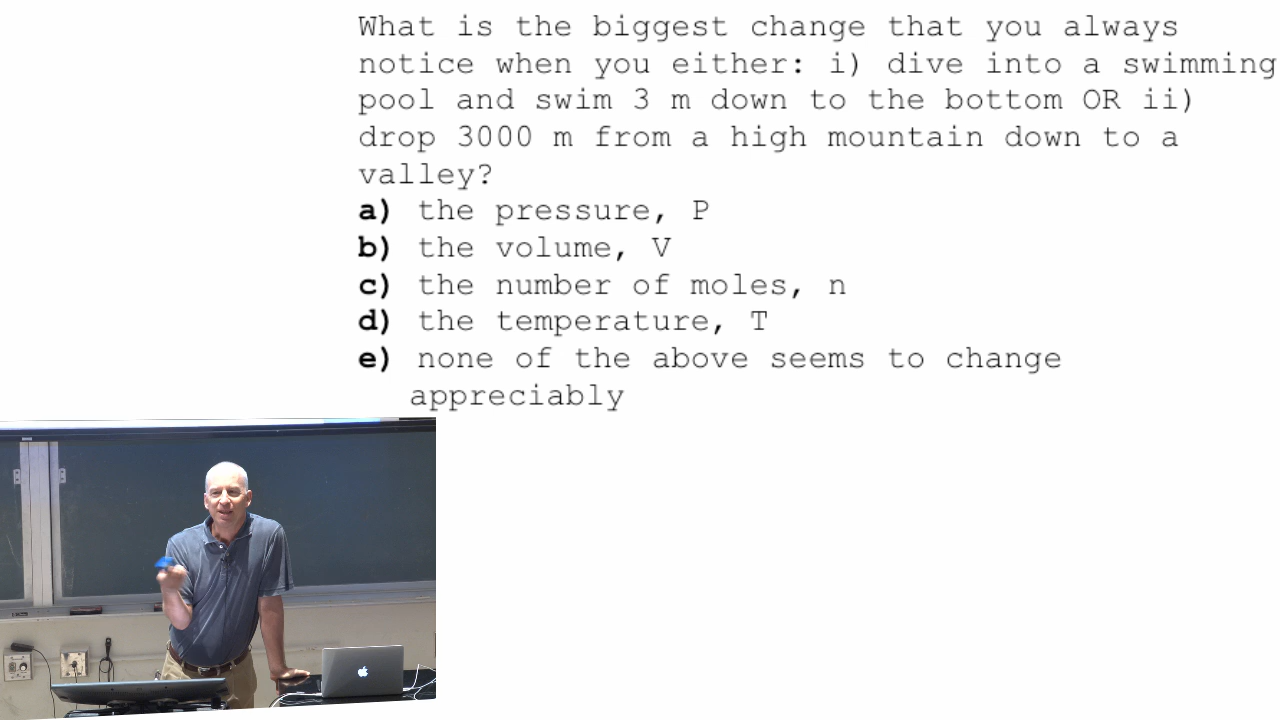 What is the biggest change that you always
notice when you either: i) dive into a swimming
pool and swim 3 m down to the bottom OR ii)
drop 3000 m from a high mountain down to a
valley?
a) the pressure, P
b) the volume, V
c) the number of moles, n
d) the temperature, T
e) none of the above seems to change
appreciably